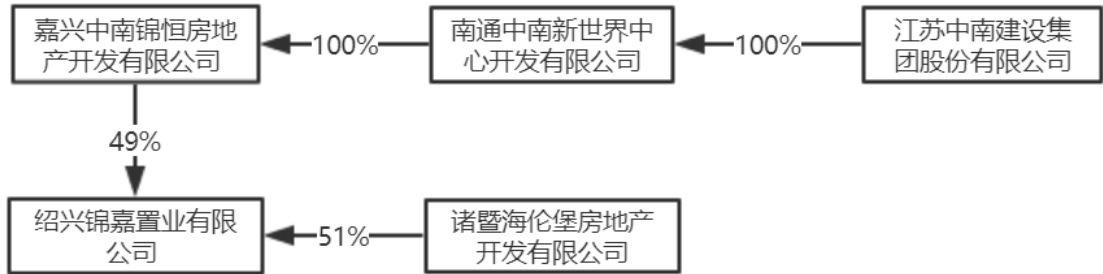 嘉兴中南锦恒房地
产开发有限公司
100%
南通中南新世界中
心开发有限公司
100%
江苏中南建设集
团股份有限公司
49%
绍兴锦嘉置业有限
公司
51%
诸暨海伦堡房地产
开发有限公司